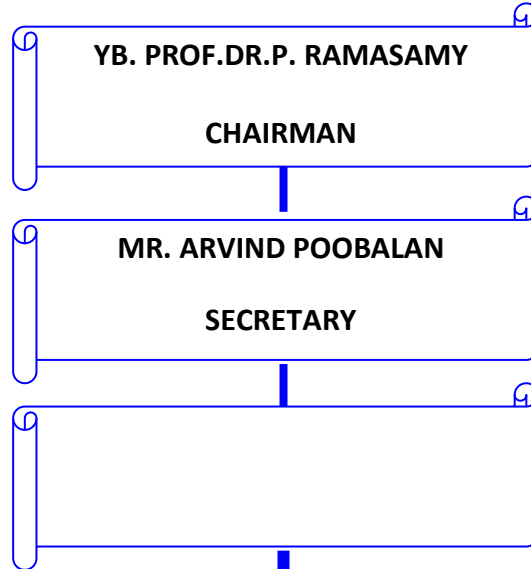 YB. PROF.DR.P. RAMASAMY
CHAIRMAN
MR. ARVIND POOBALAN
SECRETARY